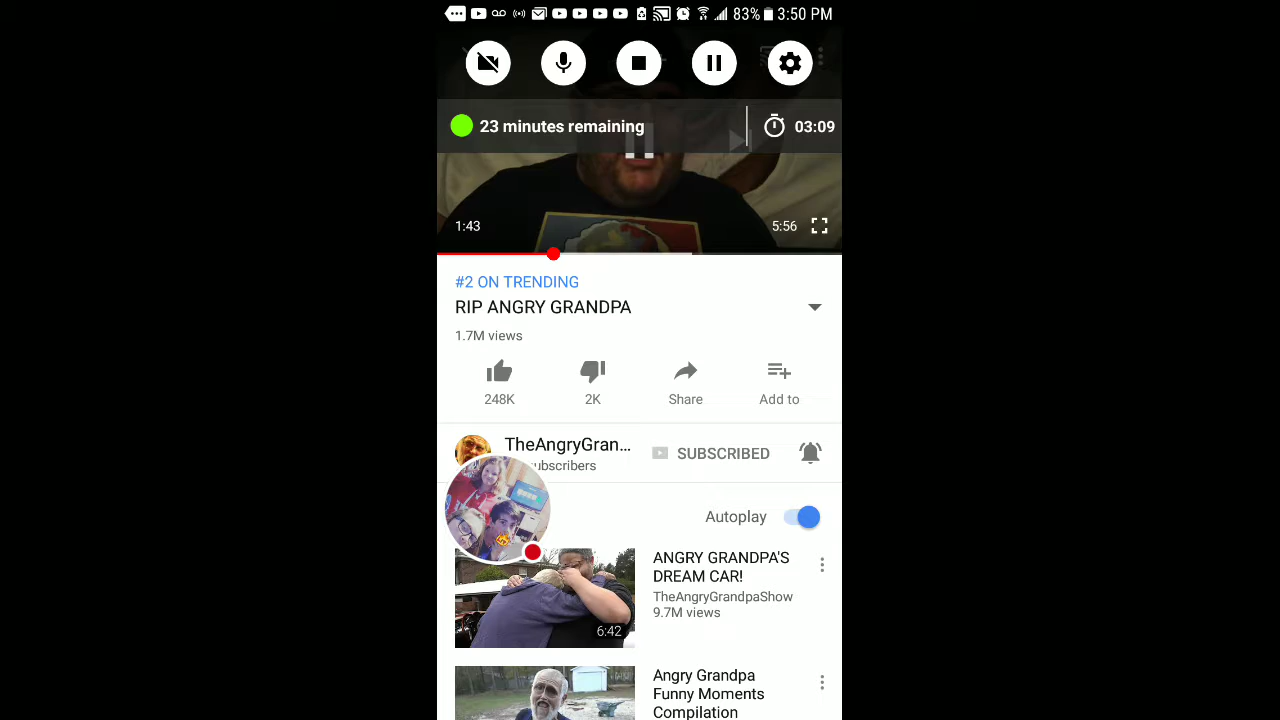 83% 3:50 PM
23 minutes remaining 03:09
1:43 5:56
#2 ON TRENDING
RIP ANGRY GRANDPA
1.7M views
248K 2K Share Add to
TheAngryGran...
ubscribers
SUBSCRIBED
Autoplay
6:42
ANGRY GRANDPA'S
DREAM CAR!
TheAngryGrandpaShow
9.7M views
Angry Grandpa
Funny Moments
Compilation